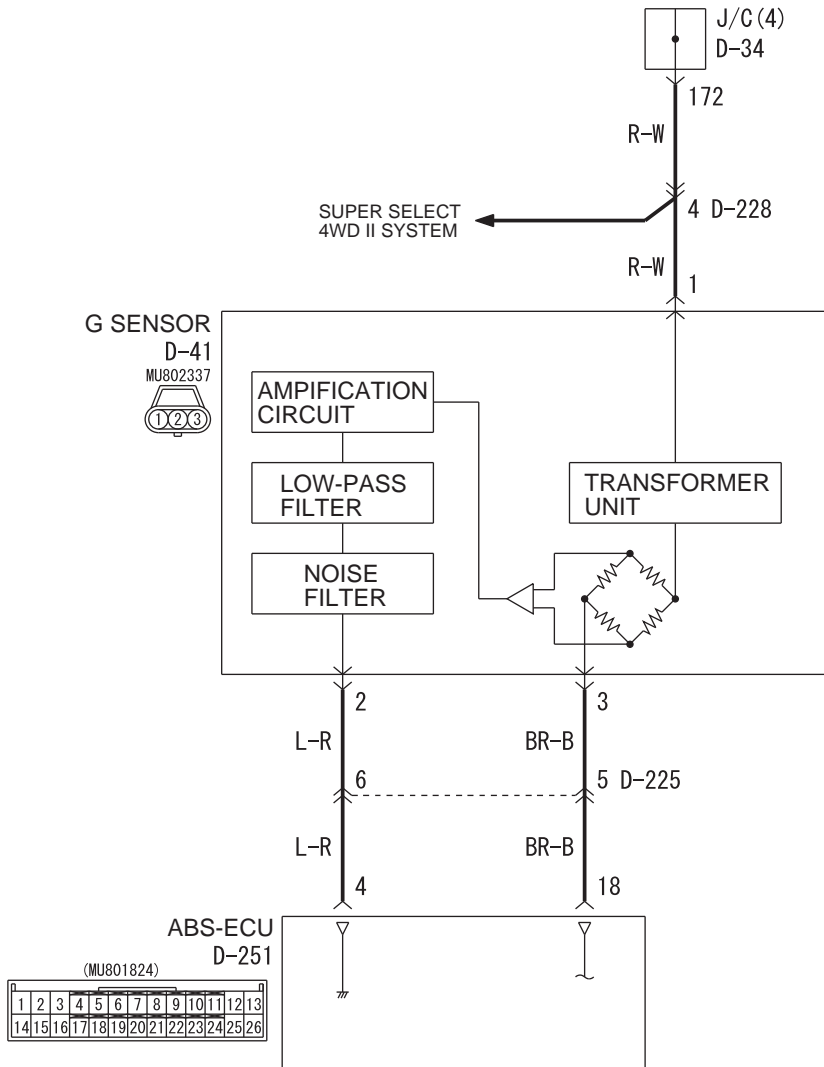 J/C(4)
D-34
172
R-W
SUPER SELECT
4WD II SYSTEM
4 D-228
R-W
1
G SENSOR
D-41
MU802337
1 2 3
AMPIFICATION
CIRCUIT
LOW-PASS
FILTER
NOISE
FILTER
TRANSFORMER
UNIT
2
3
L-R
BR-B
6
5 D-225
L-R
BR-B
4
18
ABS-ECU
D-251
(MU801824)
1 2 3 4 5 6 7 8 9 10 11 12 13
14 15 16 17 18 19 20 21 22 23 24 25 26